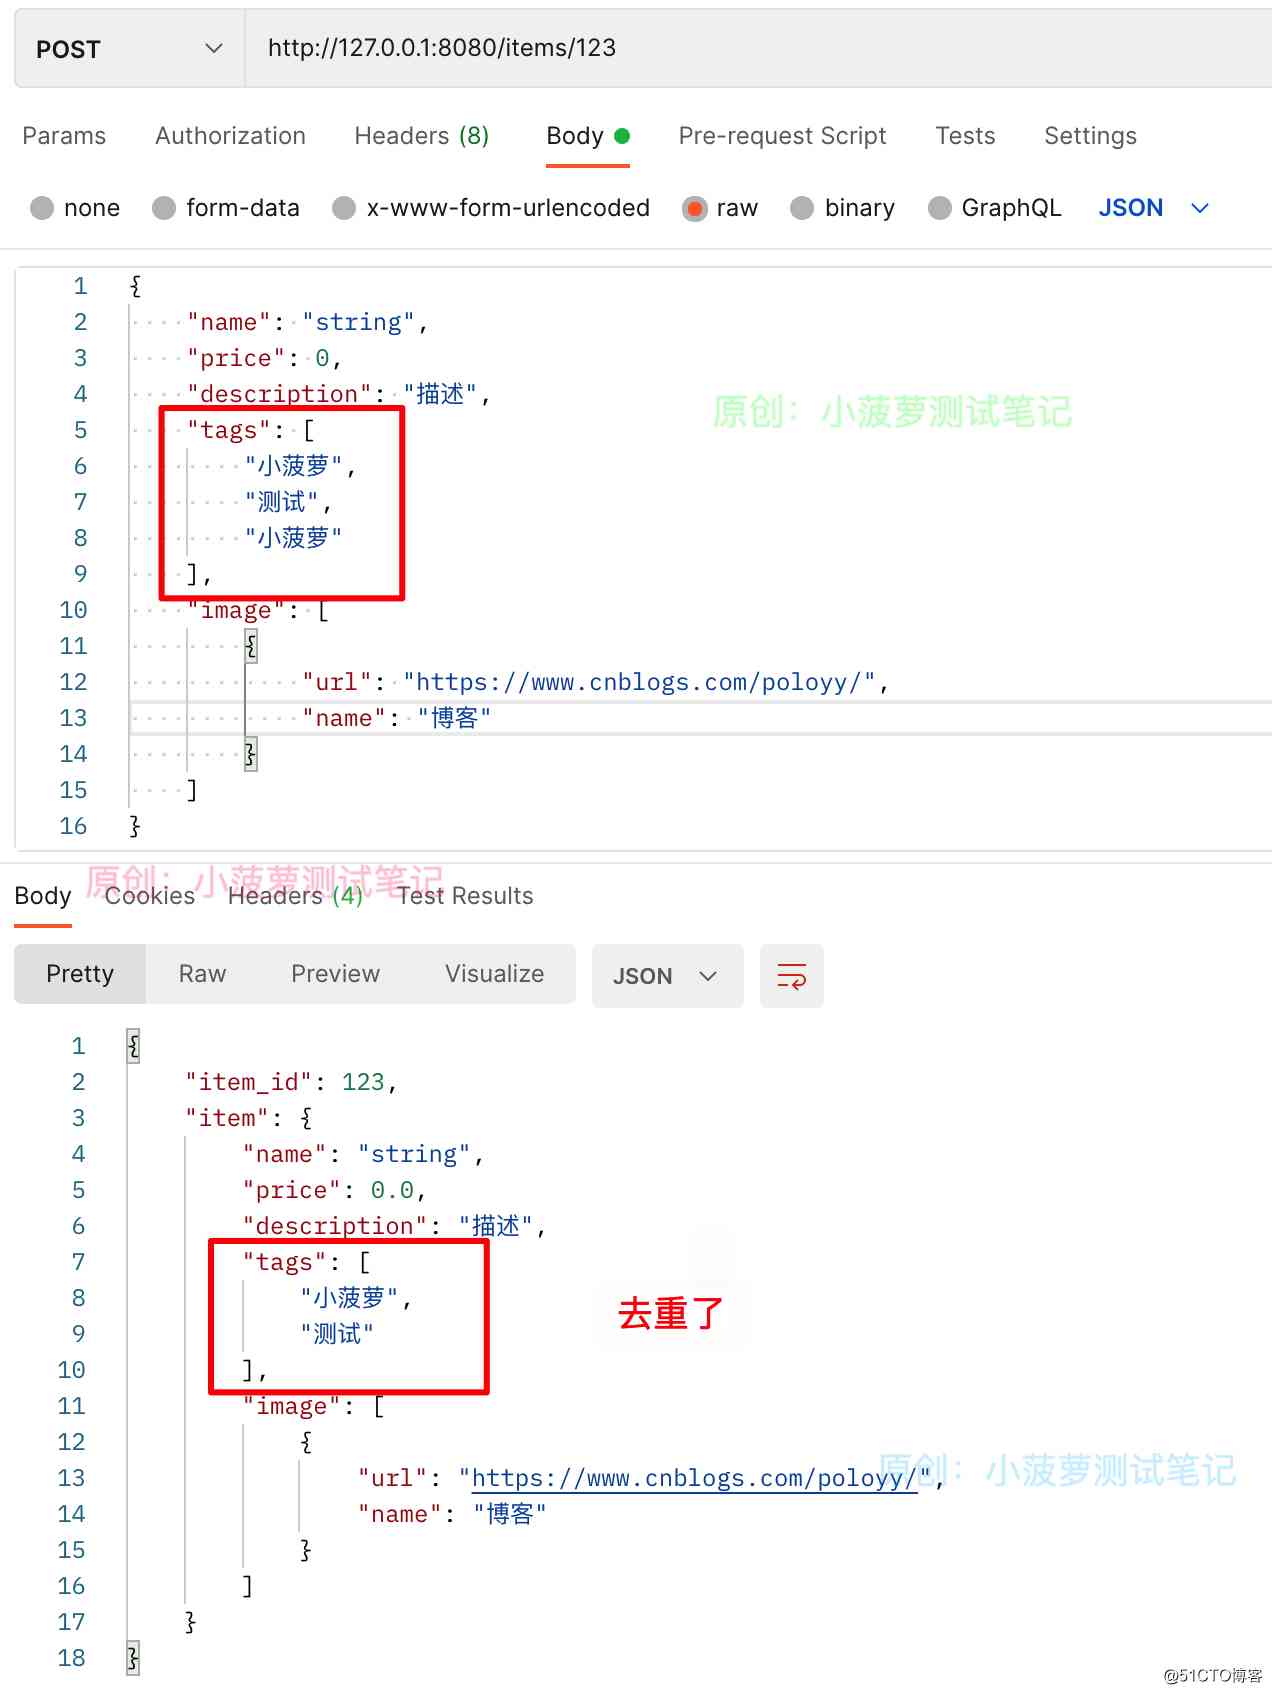 POST http://127.0.0.1:8080/items/123
Params Authorization Headers (8) Body Pre-request Script Tests Settings
none form-data x-www-form-urlencoded raw binary GraphQL JSON
1 {
2 "name": "string",
3 "price": 0,
4 "description": "描述",
原创：小菠萝测试笔记
5 "tags": [
6 "小菠萝",
7 "测试",
8 "小菠萝"
9 ],
10 "image": [
11 {
12 "url": "https://www.cnblogs.com/poloyy/",
13 "name": "博客"
14 }
15 ]
16 }
原创：小菠萝测试笔记
Body Cookies Headers (4) Test Results
Pretty Raw Preview Visualize JSON
1 {
2 "item_id": 123,
3 "item": {
4 "name": "string",
5 "price": 0.0,
6 "description": "描述",
7 "tags": [
8 "小菠萝",
去重了
9 "测试"
10 ],
11 "image": [
12 {
13 "url": "https://www.cnblogs.com/poloyy/",
原创：小菠萝测试笔记
14 "name": "博客"
15 }
16 ]
17 }
18 }
@51CTO博客